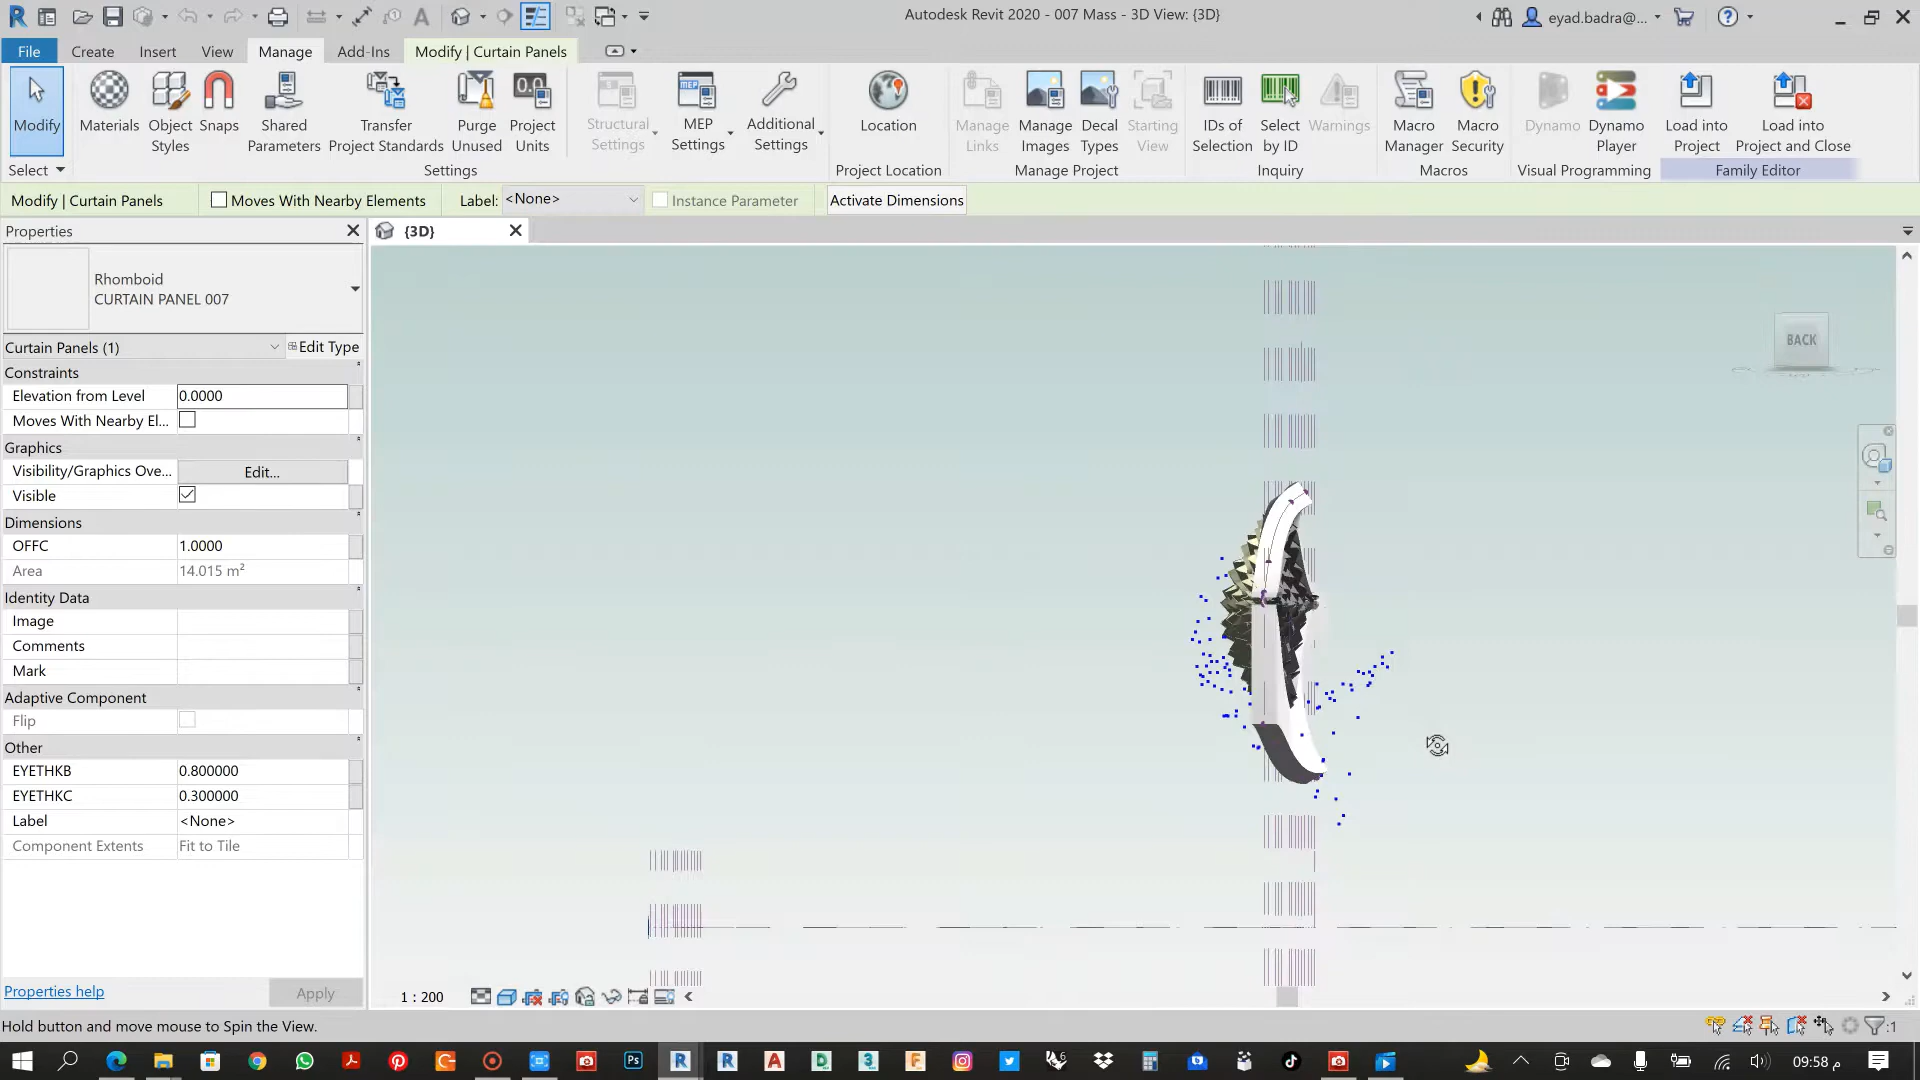 Autodesk Revit 2020 - 007 Mass - 3D View: {3D}
eyad.badra@...
File Create Insert View Manage Add-Ins Modify | Curtain Panels
Modify
Materials
Object Styles
Snaps
Shared Parameters
Transfer Project Standards
Purge Unused
Project Units
Structural Settings
MEP Settings
Additional Settings
Location
Manage Links
Manage Images
Decal Types
Starting View
IDs of Selection
Select by ID
Warnings
Macro Manager
Macro Security
Dynamo
Dynamo Player
Load into Project
Load into Project and Close
Select
Settings
Project Location
Manage Project
Inquiry
Macros
Visual Programming
Family Editor
Modify | Curtain Panels Moves With Nearby Elements Label: <None> Instance Parameter Activate Dimensions
Properties
{3D}
Rhomboid
CURTAIN PANEL 007
Curtain Panels (1) Edit Type
Constraints
Elevation from Level 0.0000
Moves With Nearby El...
Graphics
Visibility/Graphics Ove... Edit...
Visible
Dimensions
OFFC 1.0000
Area 14.015 m²
Identity Data
Image
Comments
Mark
Adaptive Component
Flip
Other
EYETHKB 0.800000
EYETHKC 0.300000
Label <None>
Component Extents Fit to Tile
Properties help Apply
BACK
1 : 200
Hold button and move mouse to Spin the View.
:1
09:58 م